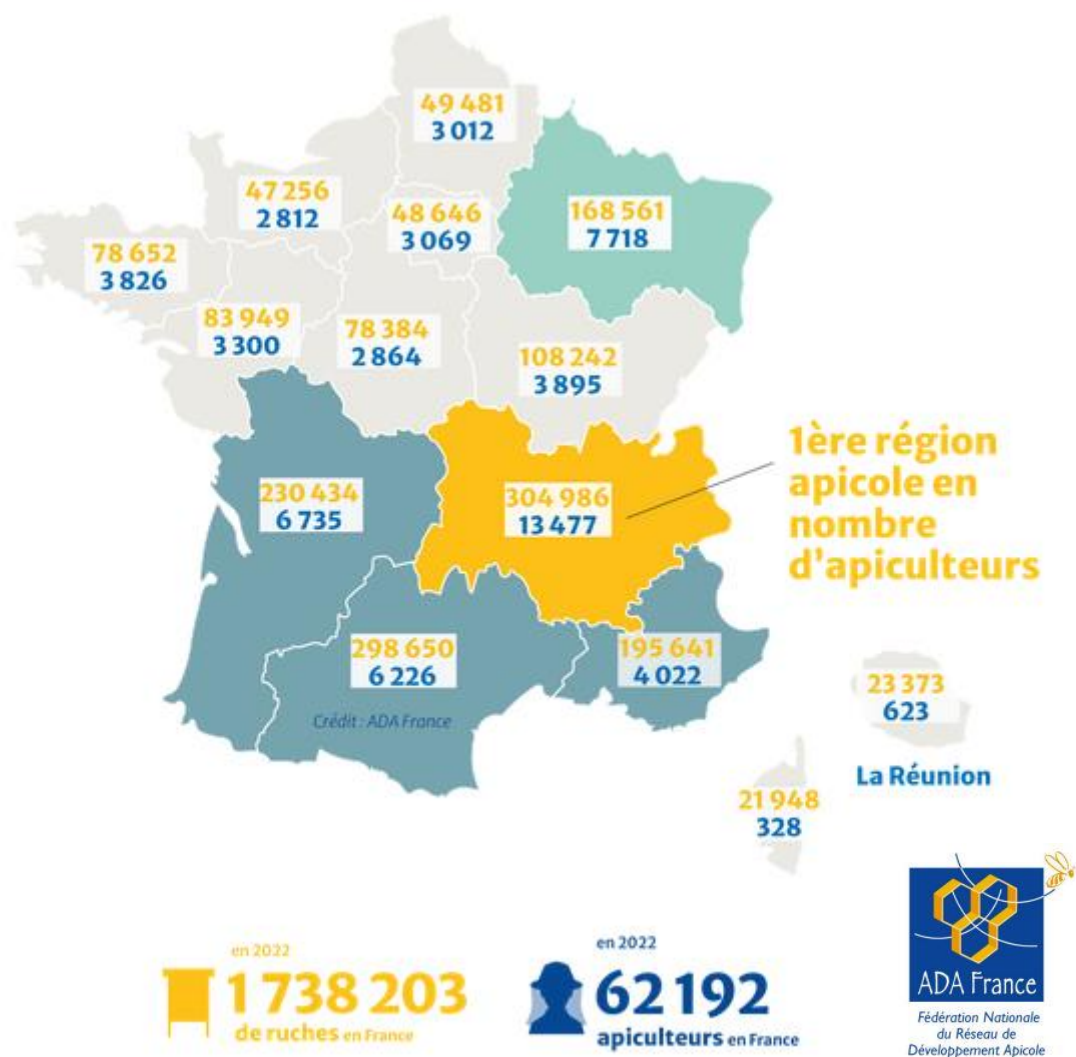 49 481
3 012
168 561
7 718
47 256
2 812
48 646
3 069
78 652
3 826
83 949
3 300
78 384
2 864
108 242
3 895
1ère région
apicole en
nombre
d'apiculteurs
230 434
6 735
304 986
13 477
298 650
6 226
195 641
4 022
Crédit : ADA France
23 373
623
La Réunion
21 948
328
en 2022
1 738 203
de ruches en France
en 2022
62 192
apiculteurs en France
ADA France
Fédération Nationale
du Réseau de
Développement Apicole